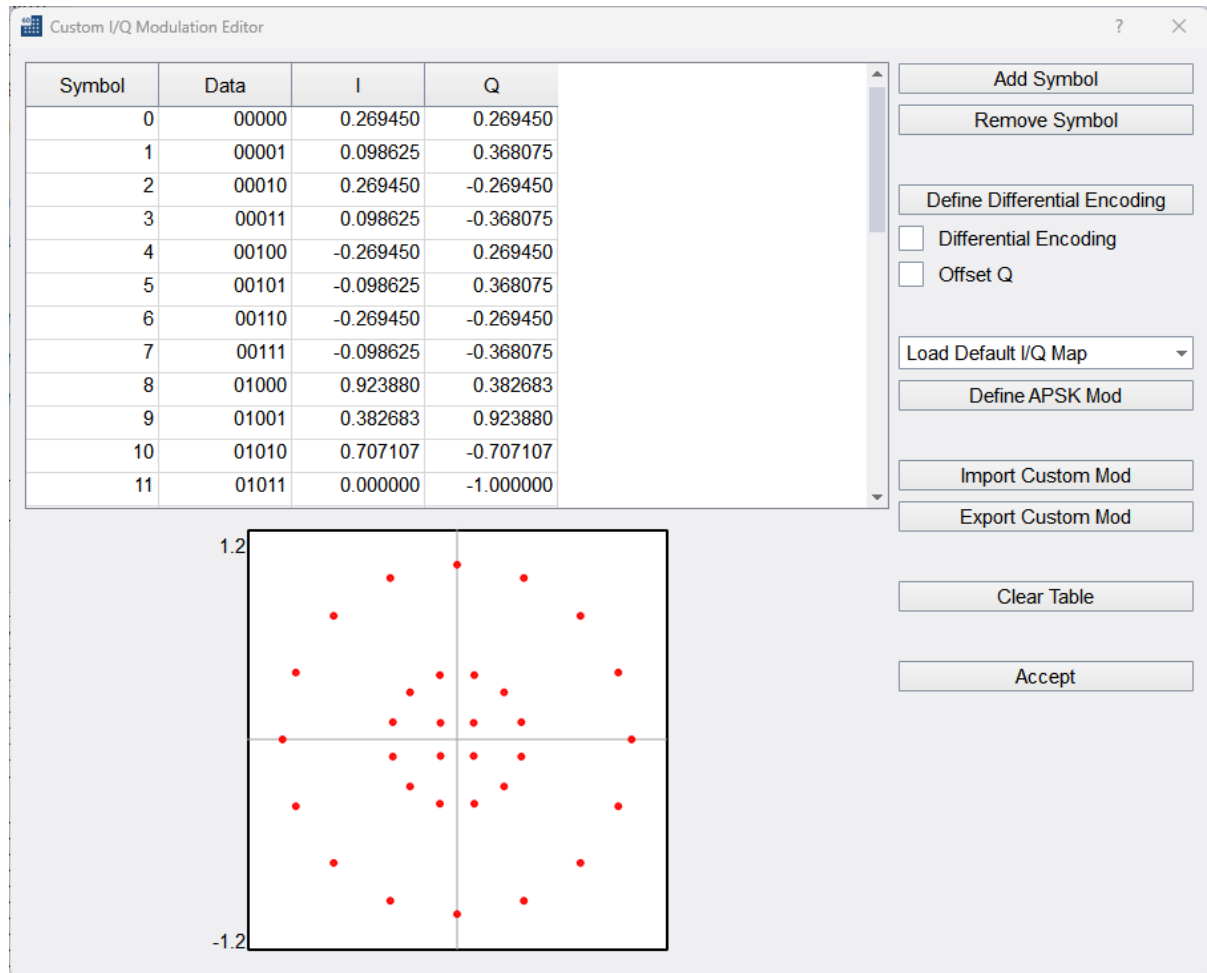 Custom I/Q Modulation Editor ? ×
Symbol Data I Q
0 00000 0.269450 0.269450
1 00001 0.098625 0.368075
2 00010 0.269450 -0.269450
3 00011 0.098625 -0.368075
4 00100 -0.269450 0.269450
5 00101 -0.098625 0.368075
6 00110 -0.269450 -0.269450
7 00111 -0.098625 -0.368075
8 01000 0.923880 0.382683
9 01001 0.382683 0.923880
10 01010 0.707107 -0.707107
11 01011 0.000000 -1.000000
Add Symbol
Remove Symbol
Define Differential Encoding
Differential Encoding
Offset Q
Load Default I/Q Map
Define APSK Mod
Import Custom Mod
Export Custom Mod
Clear Table
Accept
1.2
-1.2